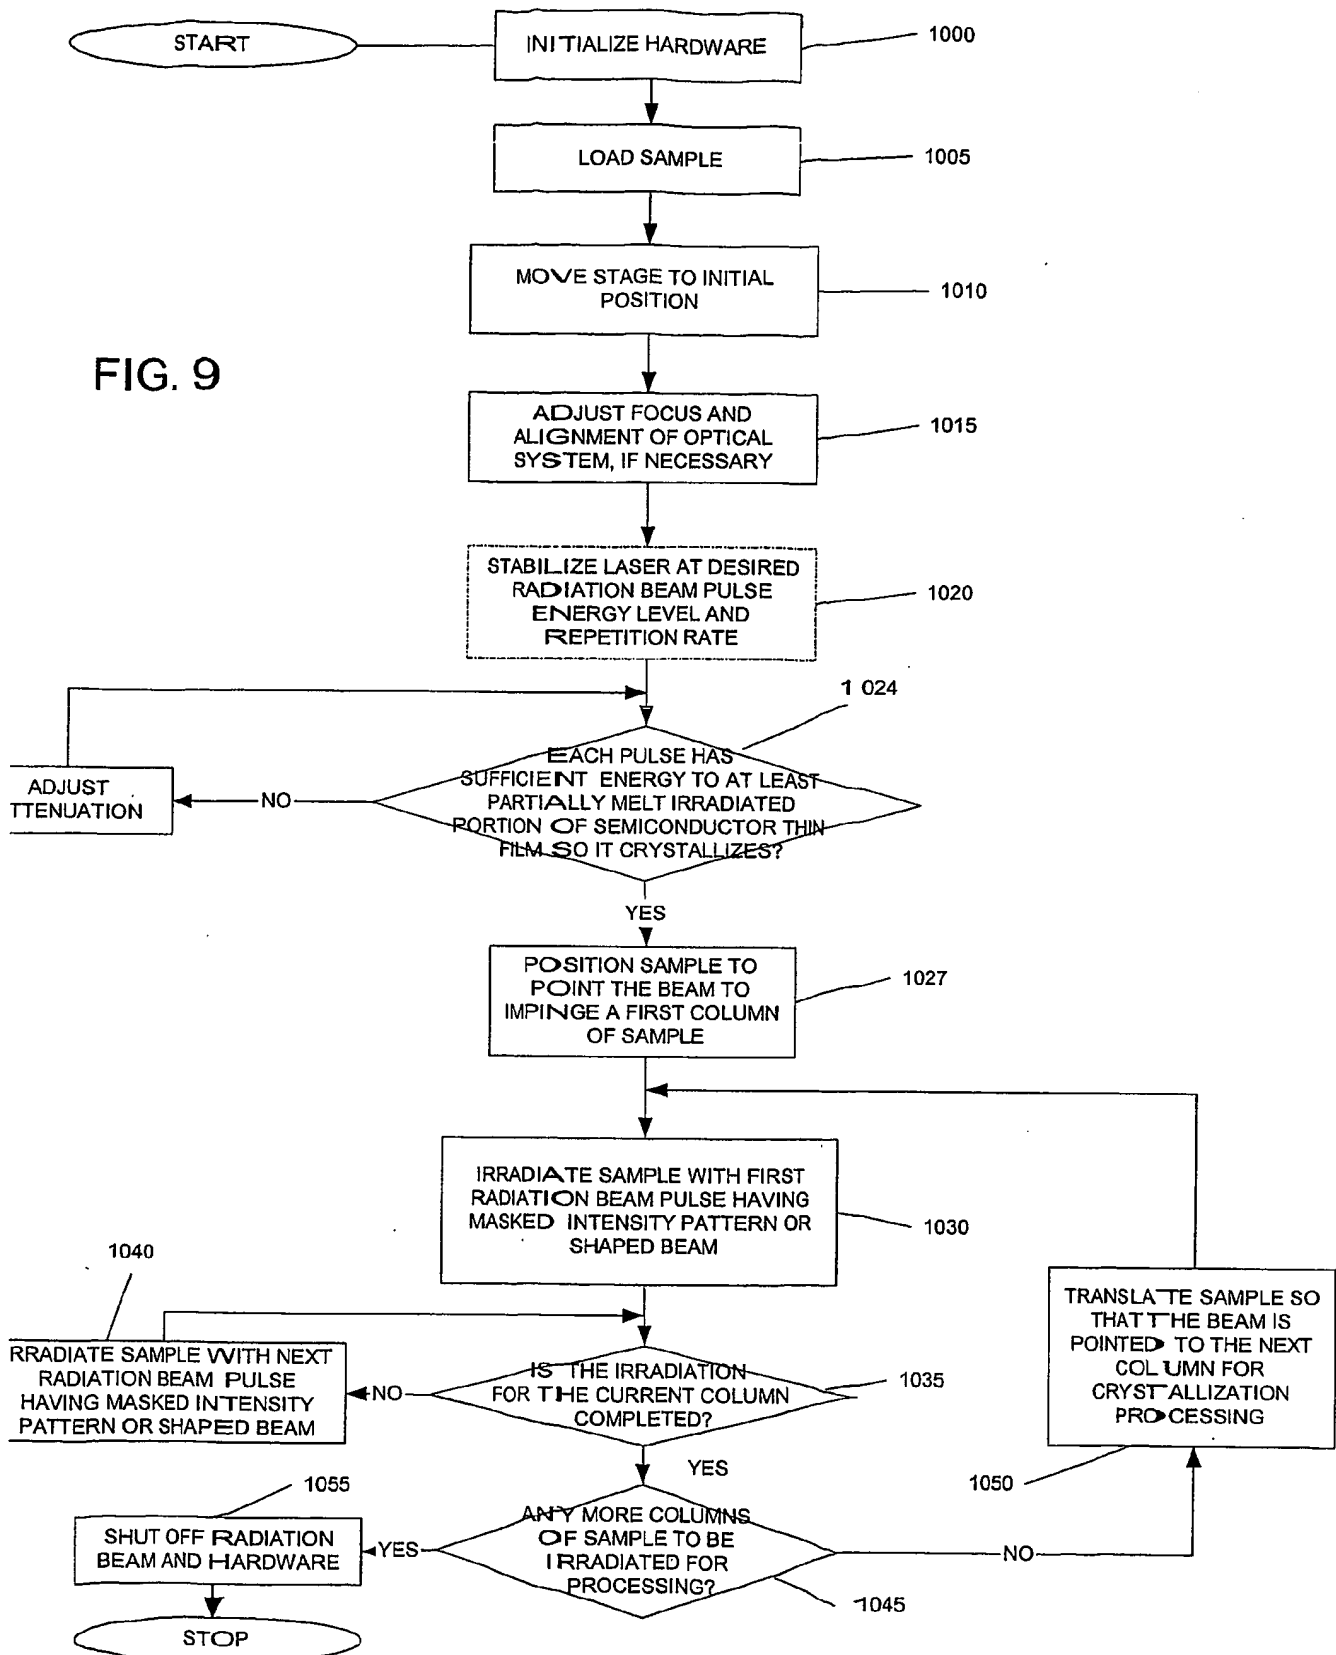 START
INITIALIZE HARDWARE
1000
LOAD SAMPLE
1005
MOVE STAGE TO INITIAL
POSITION
1010
FIG. 9
ADJUST FOCUS AND
ALIGNMENT OF OPTICAL
SYSTEM, IF NECESSARY
1015
STABILIZE LASER AT DESIRED
RADIATION BEAM PULSE
ENERGY LEVEL AND
REPETITION RATE
1020
1 024
EACH PULSE HAS
SUFFICIENT ENERGY TO AT LEAST
PARTIALLY MELT IRRADIATED
PORTION OF SEMICONDUCTOR THIN
FILM SO IT CRYSTALLIZES?
NO
ADJUST
TTENUATION
YES
POSITION SAMPLE TO
POINT THE BEAM TO
IMPINGE A FIRST COLUMN
OF SAMPLE
1027
IRRADIATE SAMPLE WITH FIRST
RADIATION BEAM PULSE HAVING
MASKED INTENSITY PATTERN OR
SHAPED BEAM
1030
1040
RRADIATE SAMPLE WITH NEXT
RADIATION BEAM PULSE
HAVING MASKED INTENSITY
PATTERN OR SHAPED BEAM
NO
IS THE IRRADIATION
FOR THE CURRENT COLUMN
COMPLETED?
1035
TRANSLATE SAMPLE SO
THAT THE BEAM IS
POINTED TO THE NEXT
COLUMN FOR
CRYSTALLIZATION
PROCESSING
1050
YES
1055
SHUT OFF RADIATION
BEAM AND HARDWARE
YES
ANY MORE COLUMNS
OF SAMPLE TO BE
IRRADIATED FOR
PROCESSING?
NO
1045
STOP